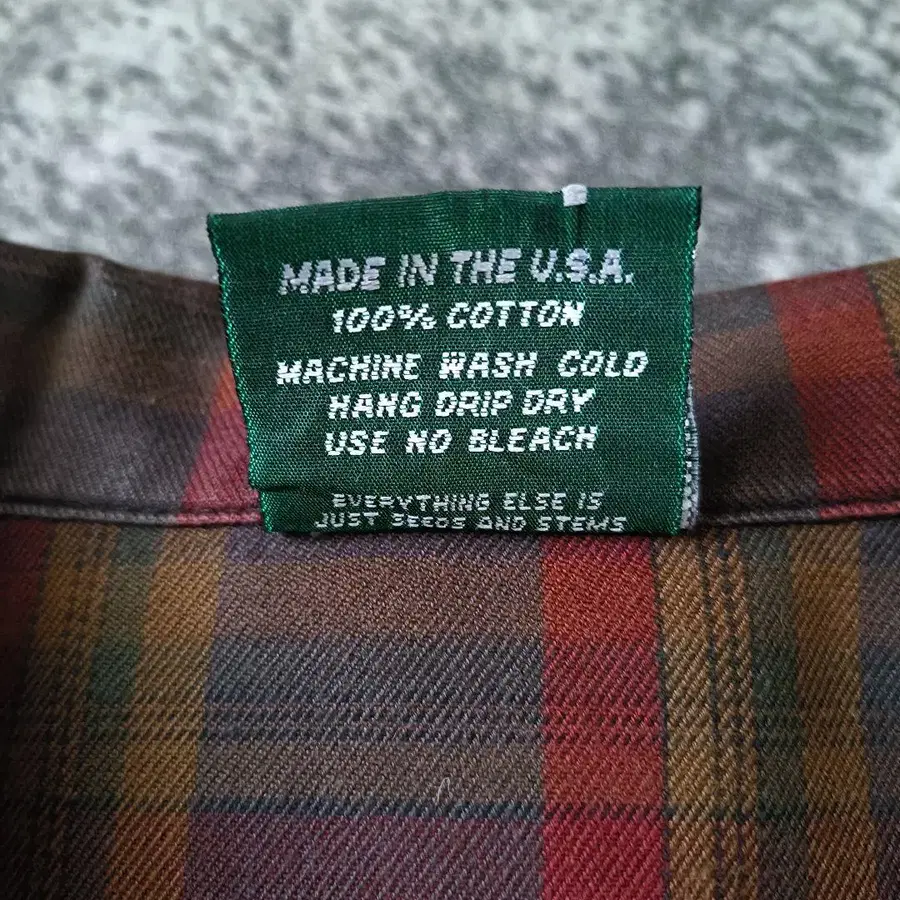 MADE IN THE U.S.A.
100% COTTON
MACHINE WASH COLD
HANG DRIP DRY
USE NO BLEACH
EVERYTHING ELSE IS
JUST SEEDS AND STEMS